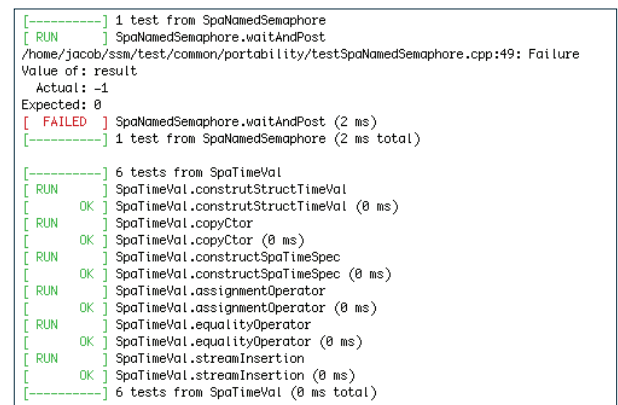 [----------] 1 test from SpaNamedSemaphore
[ RUN      ] SpaNamedSemaphore.waitAndPost
/home/jacob/ssm/test/common/portability/testSpaNamedSemaphore.cpp:49: Failure
Value of: result
  Actual: -1
Expected: 0
[  FAILED  ] SpaNamedSemaphore.waitAndPost (2 ms)
[----------] 1 test from SpaNamedSemaphore (2 ms total)

[----------] 6 tests from SpaTimeVal
[ RUN      ] SpaTimeVal.construtStructTimeVal
[       OK ] SpaTimeVal.construtStructTimeVal (0 ms)
[ RUN      ] SpaTimeVal.copyCtor
[       OK ] SpaTimeVal.copyCtor (0 ms)
[ RUN      ] SpaTimeVal.constructSpaTimeSpec
[       OK ] SpaTimeVal.constructSpaTimeSpec (0 ms)
[ RUN      ] SpaTimeVal.assignmentOperator
[       OK ] SpaTimeVal.assignmentOperator (0 ms)
[ RUN      ] SpaTimeVal.equalityOperator
[       OK ] SpaTimeVal.equalityOperator (0 ms)
[ RUN      ] SpaTimeVal.streamInsertion
[       OK ] SpaTimeVal.streamInsertion (0 ms)
[----------] 6 tests from SpaTimeVal (0 ms total)